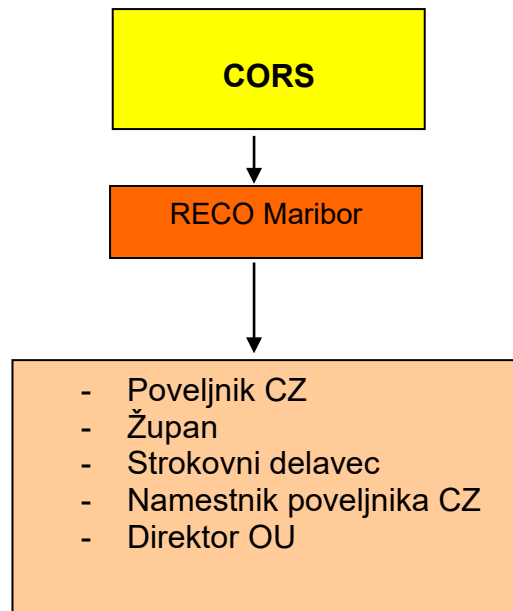 CORS
RECO Maribor
- Poveljnik CZ
- Župan
- Strokovni delavec
- Namestnik poveljnika CZ
- Direktor OU